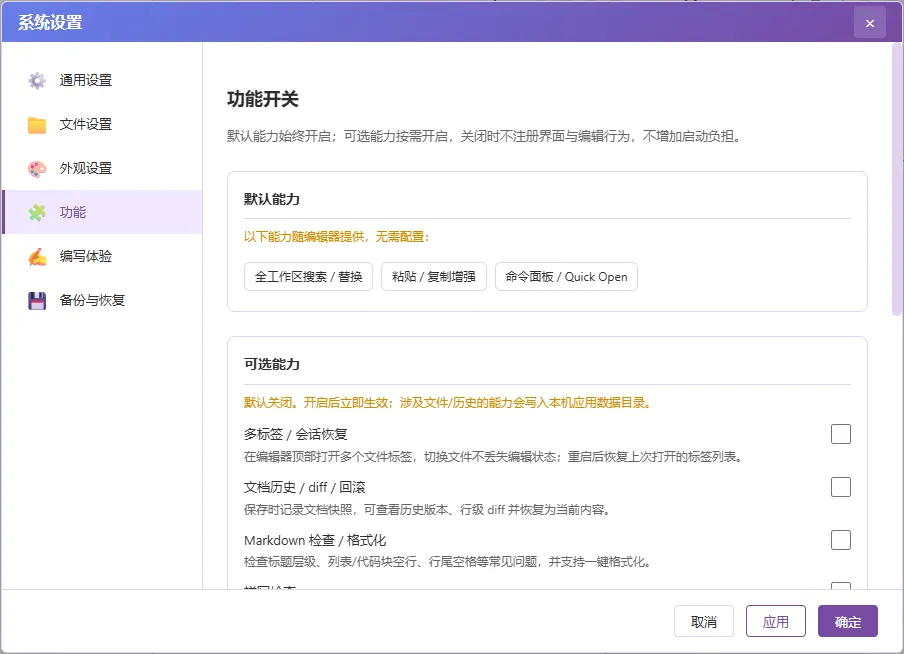 系统设置
×
通用设置
文件设置
外观设置
功能
编写体验
备份与恢复
功能开关
默认能力始终开启；可选能力按需开启，关闭时不注册界面与编辑行为，不增加启动负担。
默认能力
以下能力随编辑器提供，无需配置：
全工作区搜索 / 替换
粘贴 / 复制增强
命令面板 / Quick Open
可选能力
默认关闭。开启后立即生效；涉及文件/历史的能力会写入本机应用数据目录。
多标签 / 会话恢复
在编辑器顶部打开多个文件标签，切换文件不丢失编辑状态；重启后恢复上次打开的标签列表。
文档历史 / diff / 回滚
保存时记录文档快照，可查看历史版本、行级 diff 并恢复为当前内容。
Markdown 检查 / 格式化
检查标题层级、列表/代码块空行、行尾空格等常见问题，并支持一键格式化。
取消
应用
确定